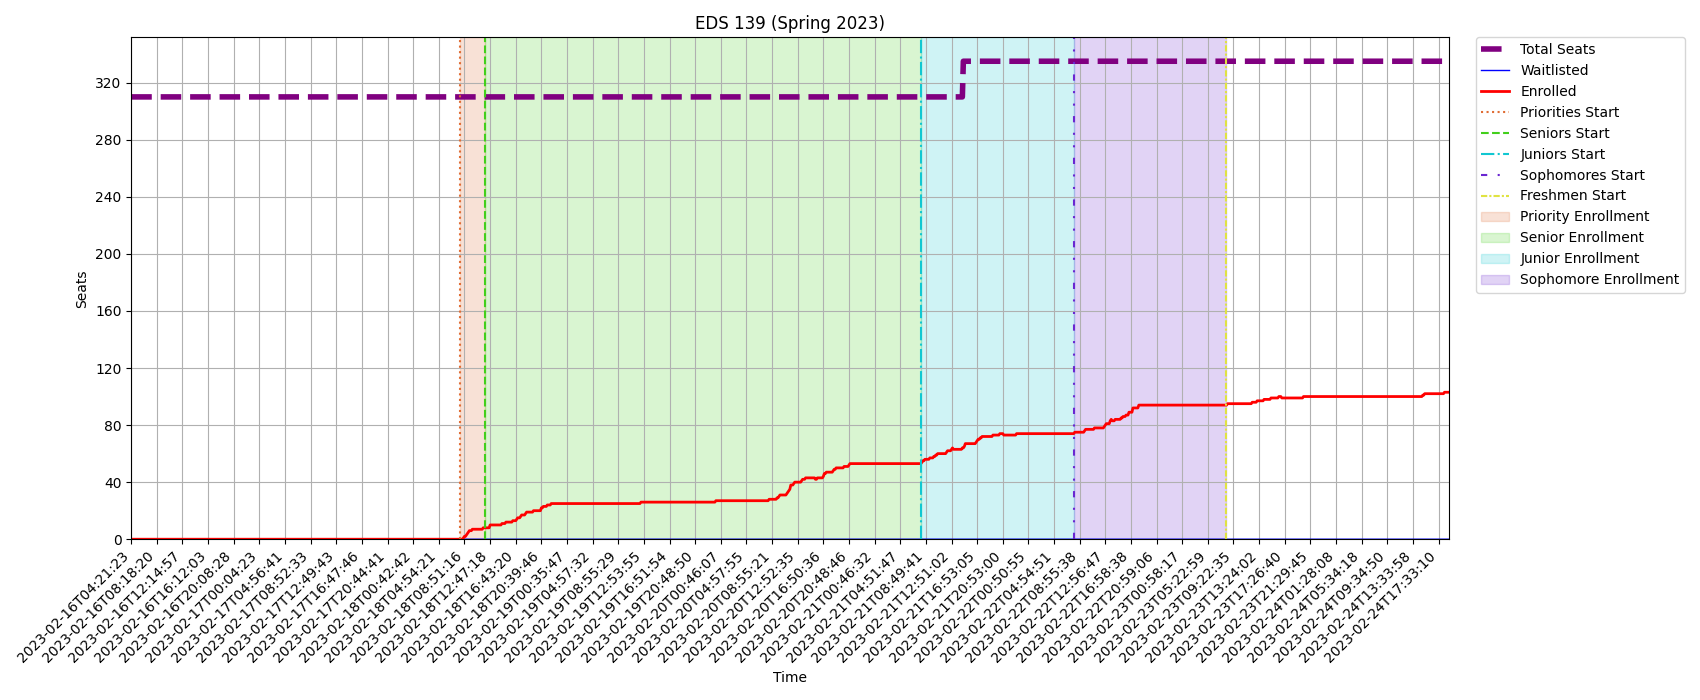 EDS 139 (Spring 2023)
Seats
320
280
240
200
160
120
80
40
0
2023-02-16T04:21:23
2023-02-16T08:18:20
2023-02-16T12:14:57
2023-02-16T16:12:03
2023-02-16T20:08:28
2023-02-17T00:04:23
2023-02-17T04:56:41
2023-02-17T08:52:33
2023-02-17T12:49:43
2023-02-17T16:47:46
2023-02-17T20:44:41
2023-02-18T00:42:42
2023-02-18T04:54:21
2023-02-18T08:51:16
2023-02-18T12:47:18
2023-02-18T16:43:20
2023-02-18T20:39:46
2023-02-19T00:35:47
2023-02-19T04:57:32
2023-02-19T08:55:29
2023-02-19T12:53:55
2023-02-19T16:51:54
2023-02-19T20:48:50
2023-02-20T00:46:07
2023-02-20T04:57:55
2023-02-20T08:55:21
2023-02-20T12:52:35
2023-02-20T16:50:36
2023-02-20T20:48:46
2023-02-21T00:46:32
2023-02-21T04:51:47
2023-02-21T08:49:41
2023-02-21T12:51:02
2023-02-21T16:53:05
2023-02-21T20:53:00
2023-02-22T00:50:55
2023-02-22T04:54:51
2023-02-22T08:55:38
2023-02-22T12:56:47
2023-02-22T16:58:38
2023-02-22T20:59:06
2023-02-23T00:58:17
2023-02-23T05:22:59
2023-02-23T09:22:35
2023-02-23T13:24:02
2023-02-23T17:26:40
2023-02-23T21:29:45
2023-02-24T01:28:08
2023-02-24T05:34:18
2023-02-24T09:34:50
2023-02-24T13:33:58
2023-02-24T17:33:10
Time
Total Seats
Waitlisted
Enrolled
Priorities Start
Seniors Start
Juniors Start
Sophomores Start
Freshmen Start
Priority Enrollment
Senior Enrollment
Junior Enrollment
Sophomore Enrollment